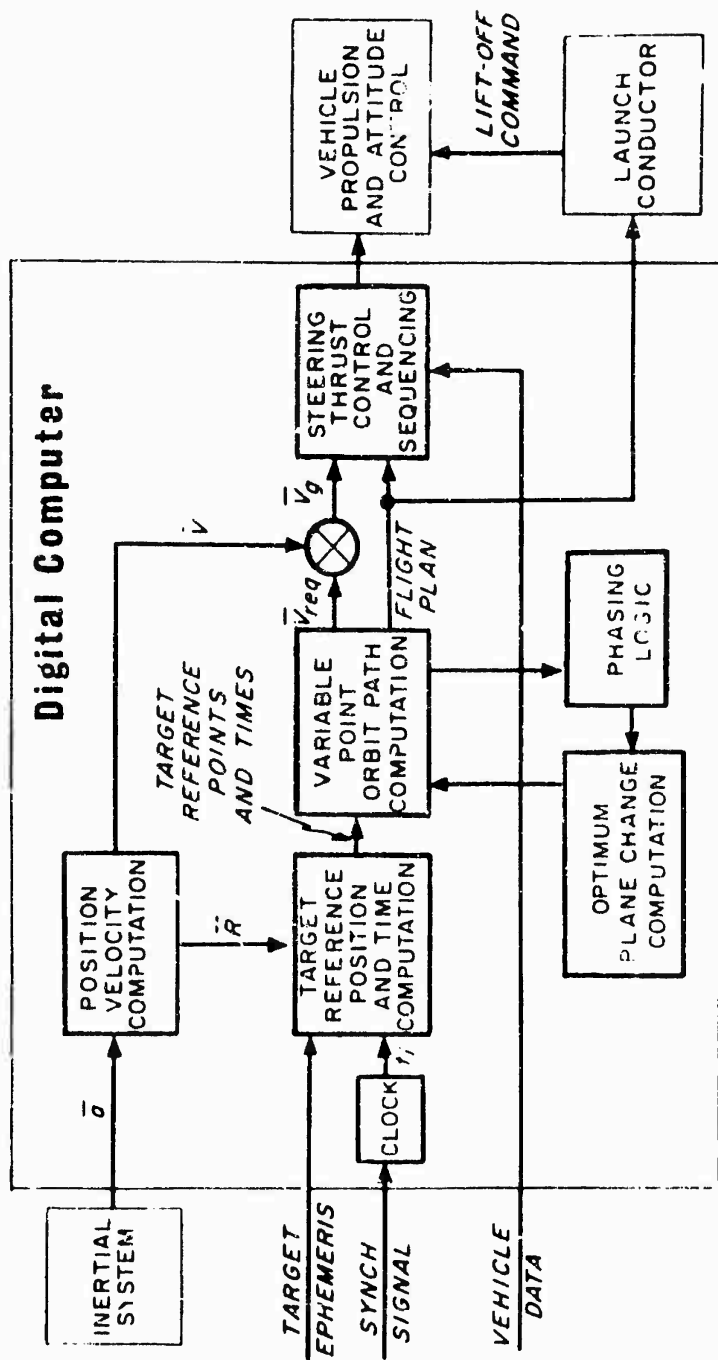 Digital Computer
INERTIAL
SYSTEM
a
POSITION
VELOCITY
COMPUTATION
V
R
TARGET
REFERENCE
POINTS
AND TIMES
TARGET
EPHEMERIS
SYNCH
SIGNAL
CLOCK
TARGET
REFERENCE
POSITION
AND TIME
COMPUTATION
VARIABLE
POINT
ORBIT PATH
COMPUTATION
Vreq
Vg
FLIGHT
PLAN
STEERING
THRUST
CONTROL
AND
SEQUENCING
VEHICLE
PROPULSION
AND ATTITUDE
CONTROL
LIFT-OFF
COMMAND
LAUNCH
CONDUCTOR
PHASING
LOGIC
OPTIMUM
PLANE CHANGE
COMPUTATION
VEHICLE
DATA